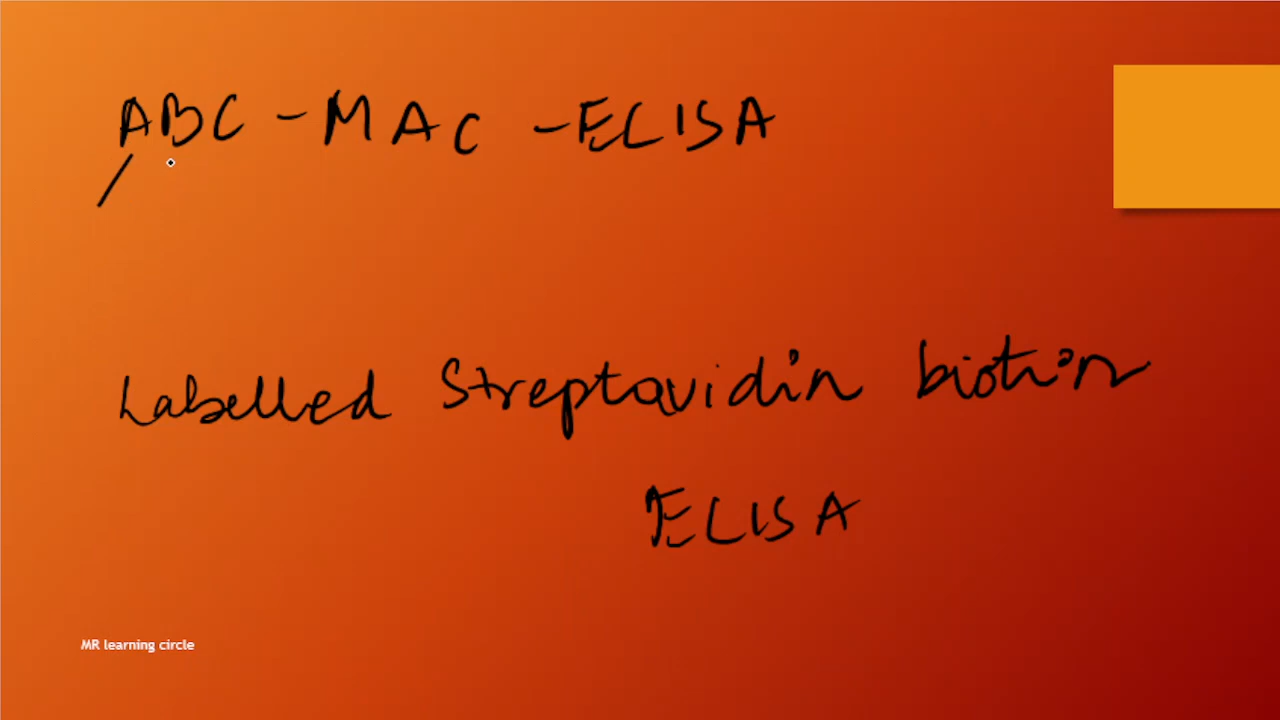 ABC - MAC - ELISA
Labelled Streptavidin biotin
ELISA
MR learning circle